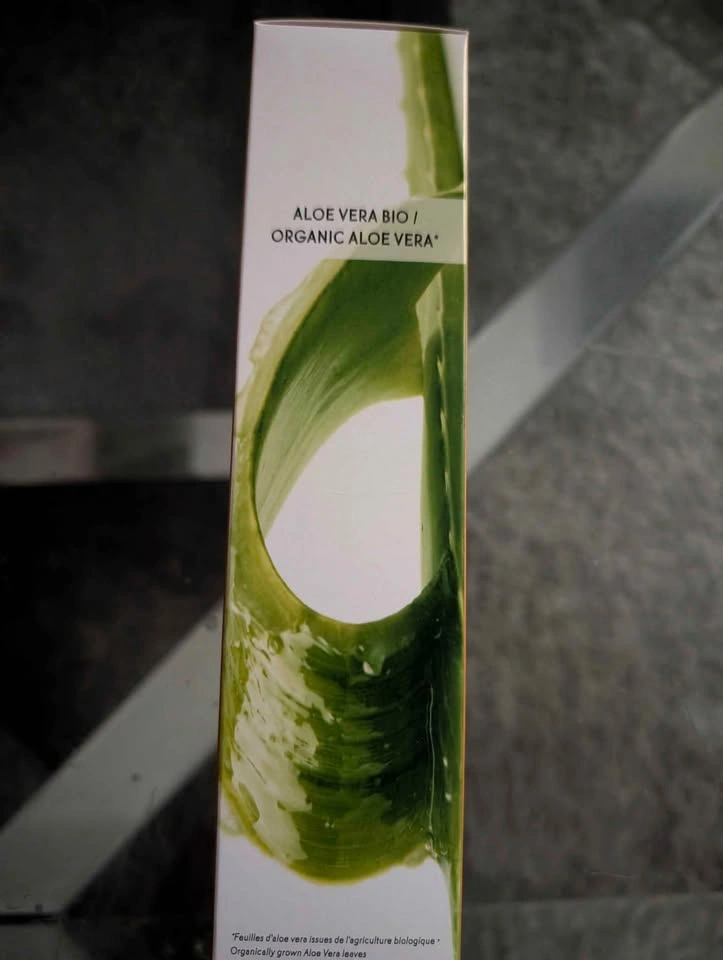 ALOE VERA BIO /
ORGANIC ALOE VERA*
*Feuilles d'aloe vera issues de l'agriculture biologique •
Organically grown Aloe Vera leaves